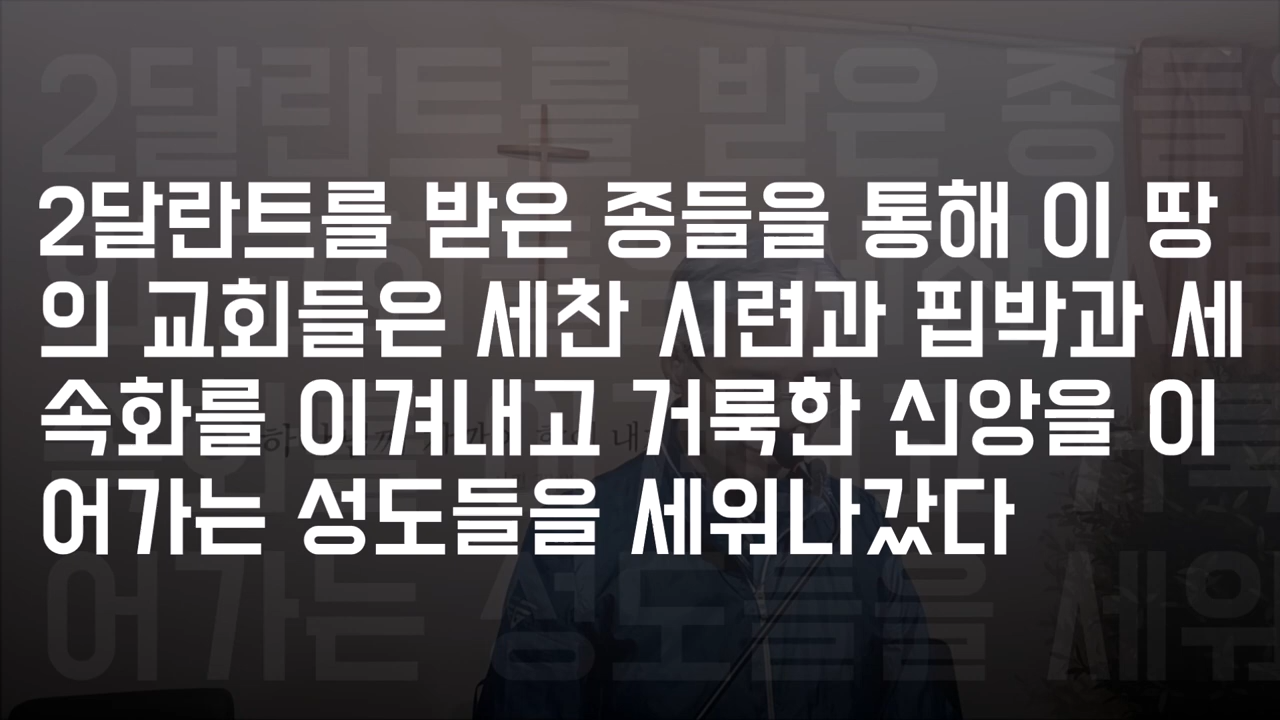 2달란트를 받은 종들을 통해 이 땅
의 교회들은 세찬 시련과 핍박과 세
속화를 이겨내고 거룩한 신앙을 이
어가는 성도들을 세워나갔다